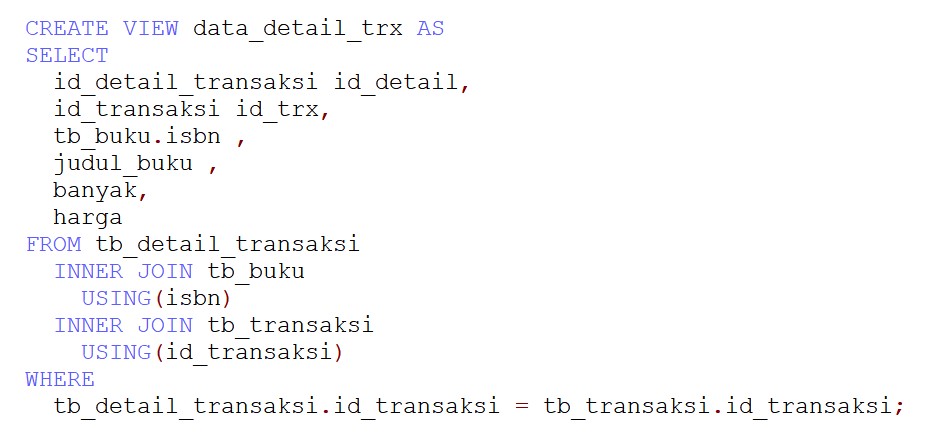 CREATE VIEW data_detail_trx AS
SELECT
id_detail_transaksi id_detail,
id_transaksi id_trx,
tb_buku.isbn ,
judul_buku ,
banyak,
harga
FROM tb_detail_transaksi
INNER JOIN tb_buku
USING(isbn)
INNER JOIN tb_transaksi
USING(id_transaksi)
WHERE
tb_detail_transaksi.id_transaksi = tb_transaksi.id_transaksi;